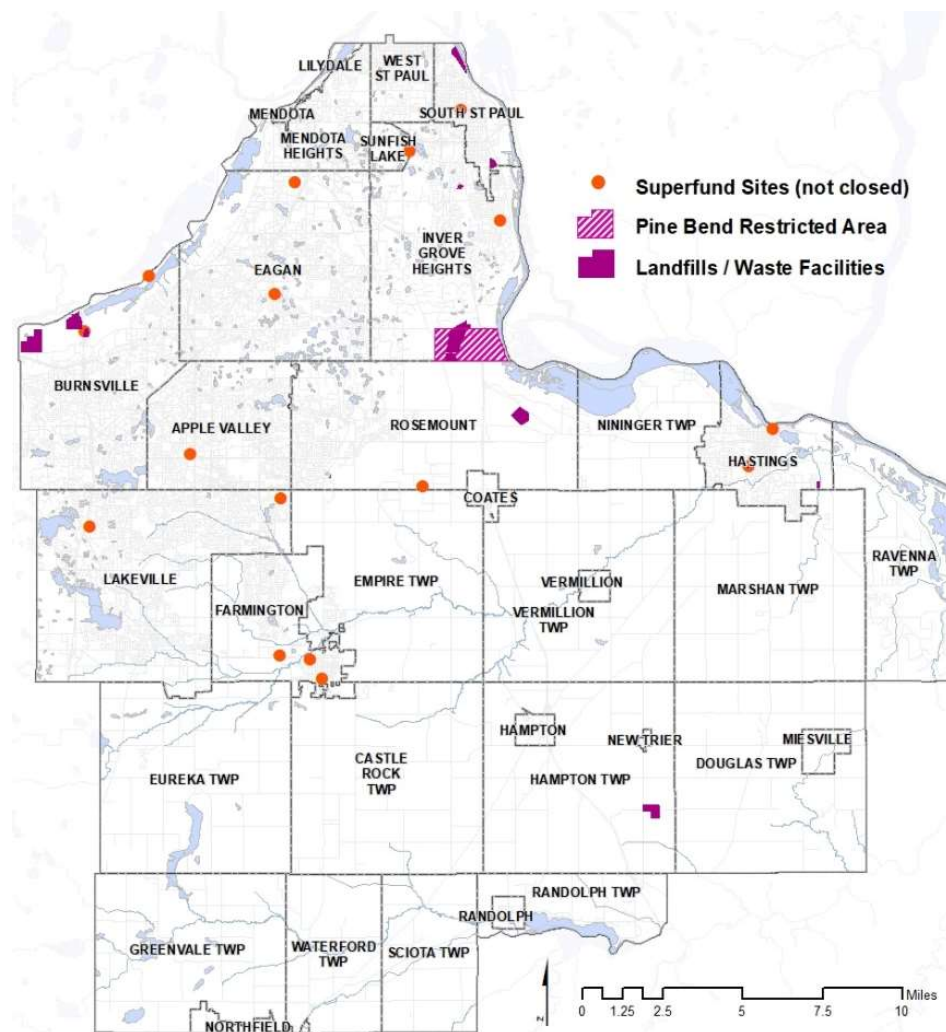 LILYDALE
WEST
ST PAUL
MENDOTA
SOUTH ST PAUL
MENDOTA
HEIGHTS
SUNFISH
LAKE
Superfund Sites (not closed)
Pine Bend Restricted Area
Landfills / Waste Facilities
INVER
GROVE
HEIGHTS
EAGAN
BURNSVILLE
APPLE VALLEY
ROSEMOUNT
NININGER TWP
HASTINGS
COATES
LAKEVILLE
FARMINGTON
EMPIRE TWP
VERMILLION
VERMILLION
TWP
MARSHAN TWP
RAVENNA
TWP
HAMPTON
NEW TRIER
MIESVILLE
EUREKA TWP
CASTLE
ROCK
TWP
HAMPTON TWP
DOUGLAS TWP
RANDOLPH TWP
RANDOLPH
GREENVALE TWP
WATERFORD
TWP
SCIOTA TWP
NORTHFIELD
N
Miles
0 1.25 2.5 5 7.5 10